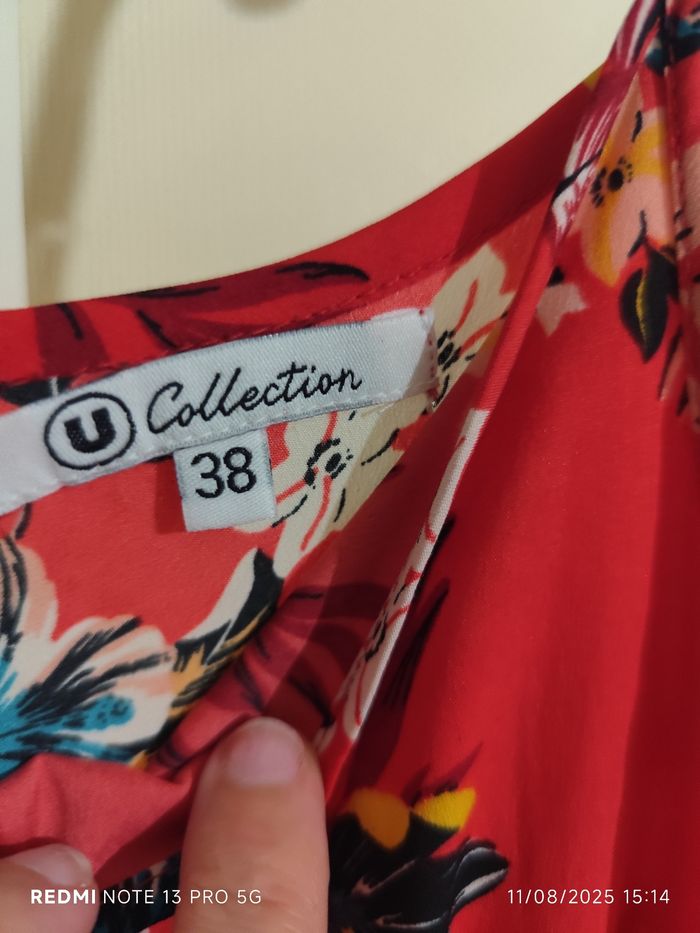 U Collection
38
REDMI NOTE 13 PRO 5G
11/08/2025 15:14